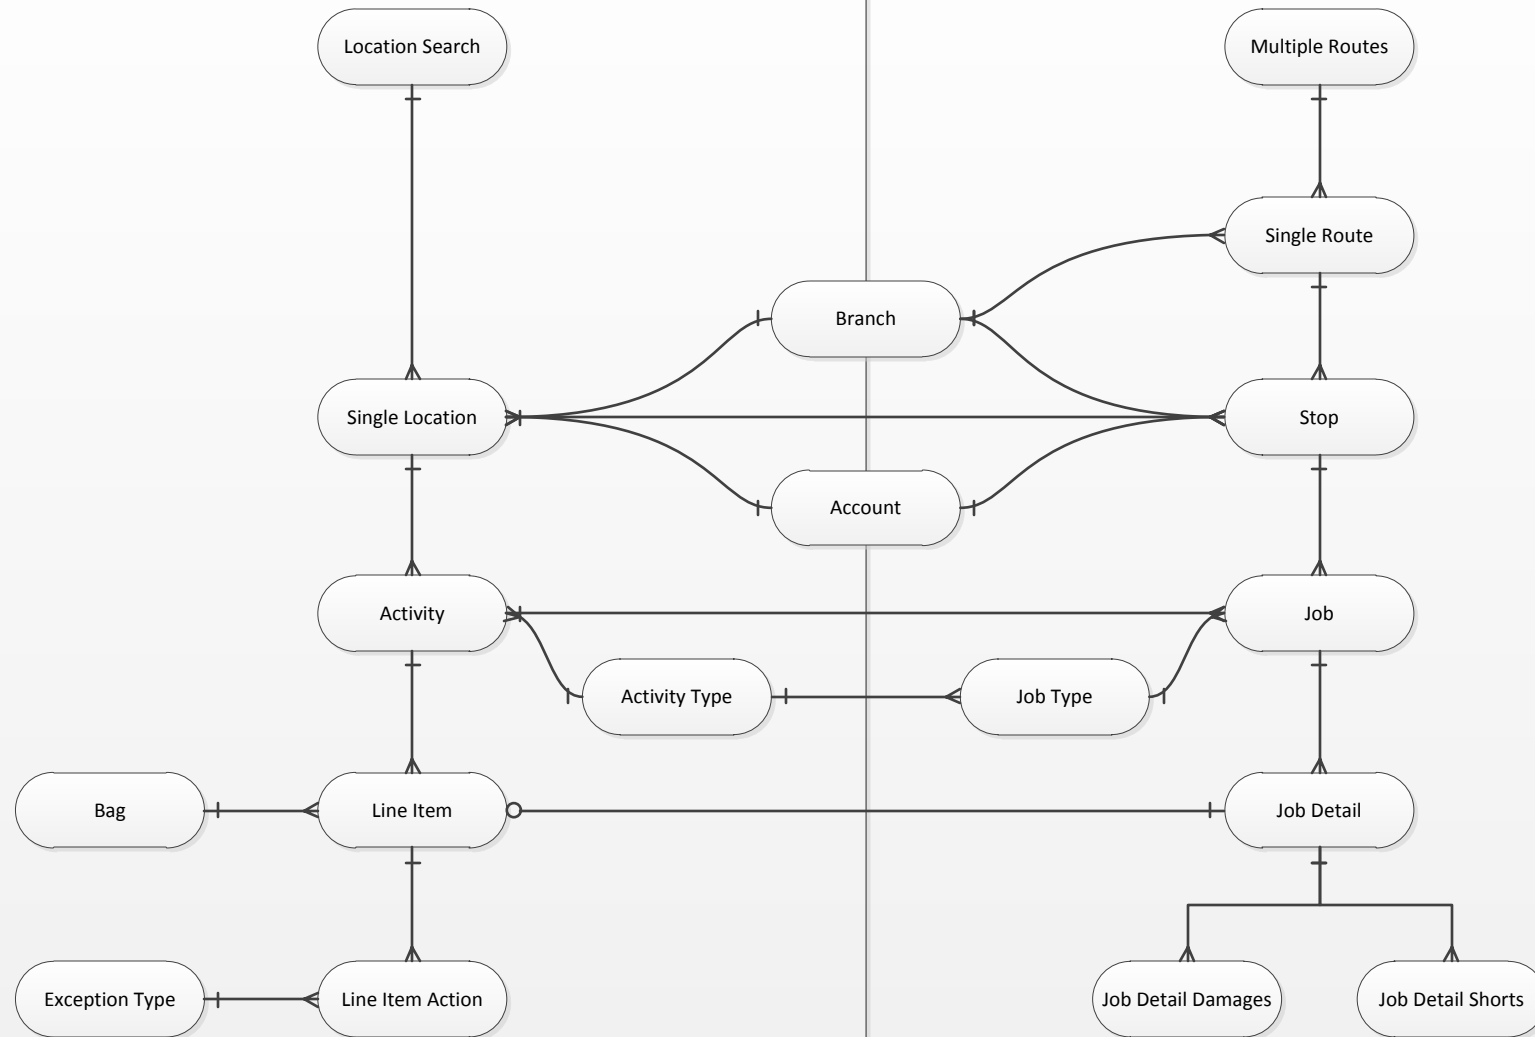 Location Search
Multiple Routes
Single Route
Branch
Single Location
Stop
Account
Activity
Job
Activity Type
Job Type
Bag
Line Item
Job Detail
Exception Type
Line Item Action
Job Detail Damages
Job Detail Shorts